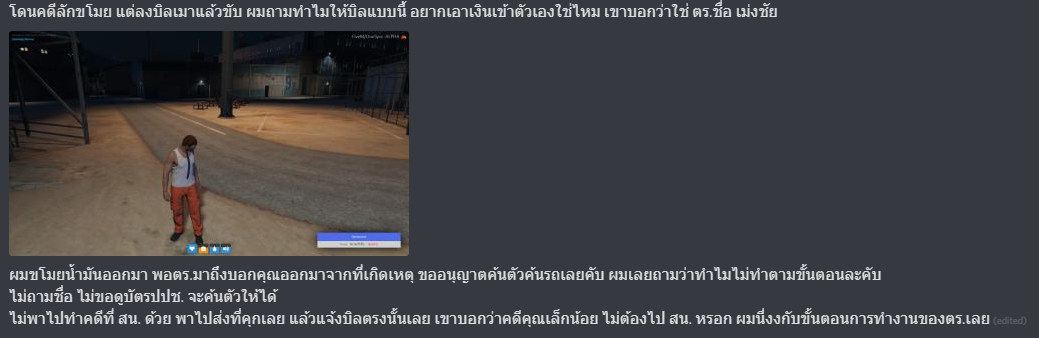 โดนคดีลักขโมย แต่ลงบิลเมาแล้วขับ ผมถามทำไมให้บิลแบบนี้ อยากเอาเงินเข้าตัวเองใช่ไหม เขาบอกว่าใช่ ตร.ชื่อ เม่งชัย
ผมขโมยน้ำมันออกมา พอตร.มาถึงบอกคุณออกมาจากที่เกิดเหตุ ขออนุญาตค้นตัวค้นรถเลยคับ ผมเลยถามว่าทำไมไม่ทำตามขั้นตอนละคับ
ไม่ถามชื่อ ไม่ขอดูบัตรปปช. จะค้นตัวให้ได้
ไม่พาไปทำคดีที่ สน. ด้วย พาไปส่งที่คุกเลย แล้วแจ้งบิลตรงนั้นเลย เขาบอกว่าคดีคุณเล็กน้อย ไม่ต้องไป สน. หรอก ผมนี่งงกับขั้นตอนการทำงานของตร.เลย (edited)